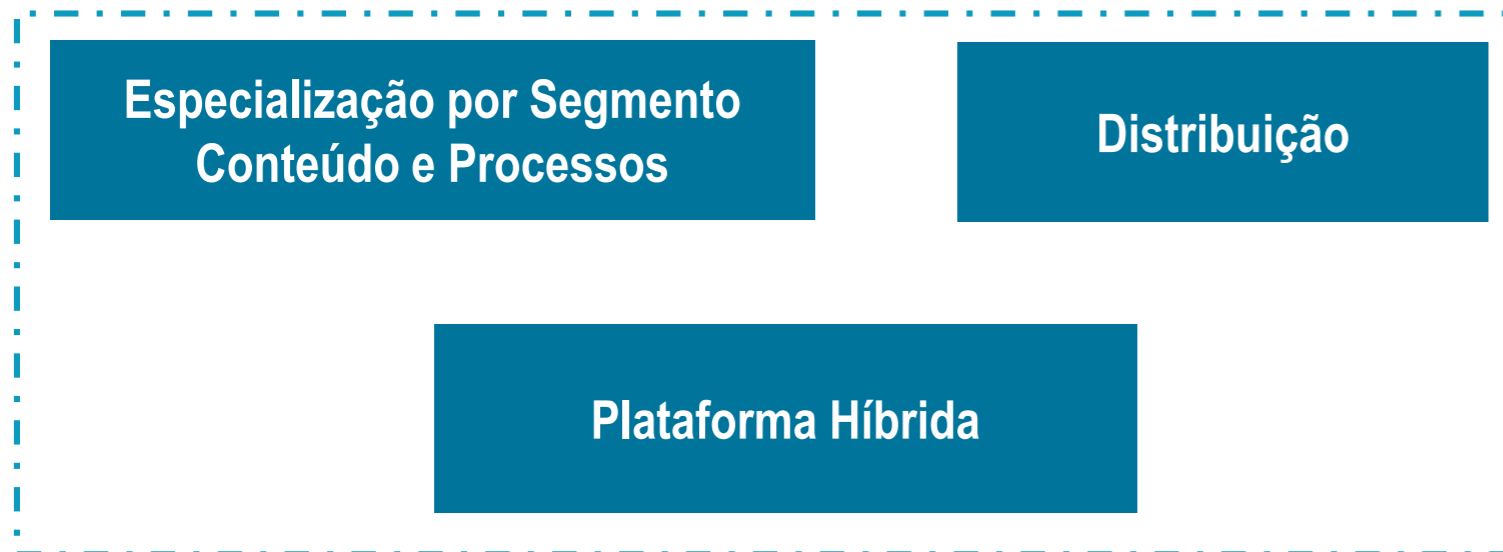 Especialização por Segmento
Conteúdo e Processos
Distribuição
Plataforma Híbrida